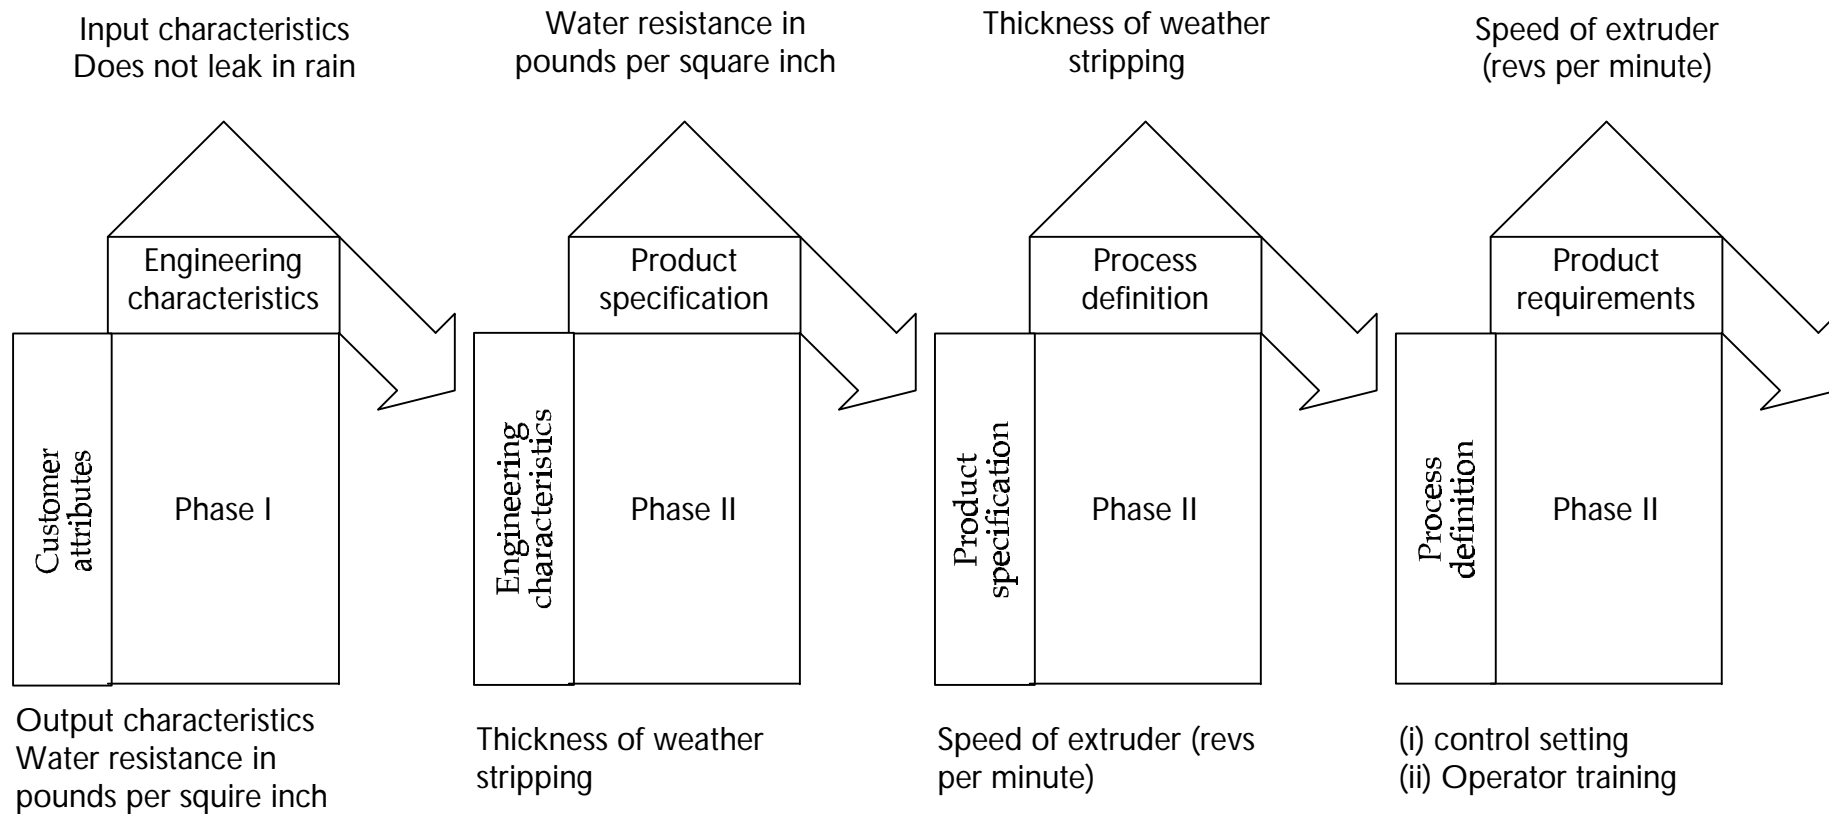 Input characteristics
Does not leak in rain
Water resistance in
pounds per square inch
Thickness of weather
stripping
Speed of extruder
(revs per minute)
Engineering
characteristics
Product
specification
Process
definition
Product
requirements
Customer
attributes
Phase I
Engineering
characteristics
Phase II
Product
specification
Phase II
Process
definition
Phase II
Output characteristics
Water resistance in
pounds per squire inch
Thickness of weather
stripping
Speed of extruder (revs
per minute)
(i) control setting
(ii) Operator training